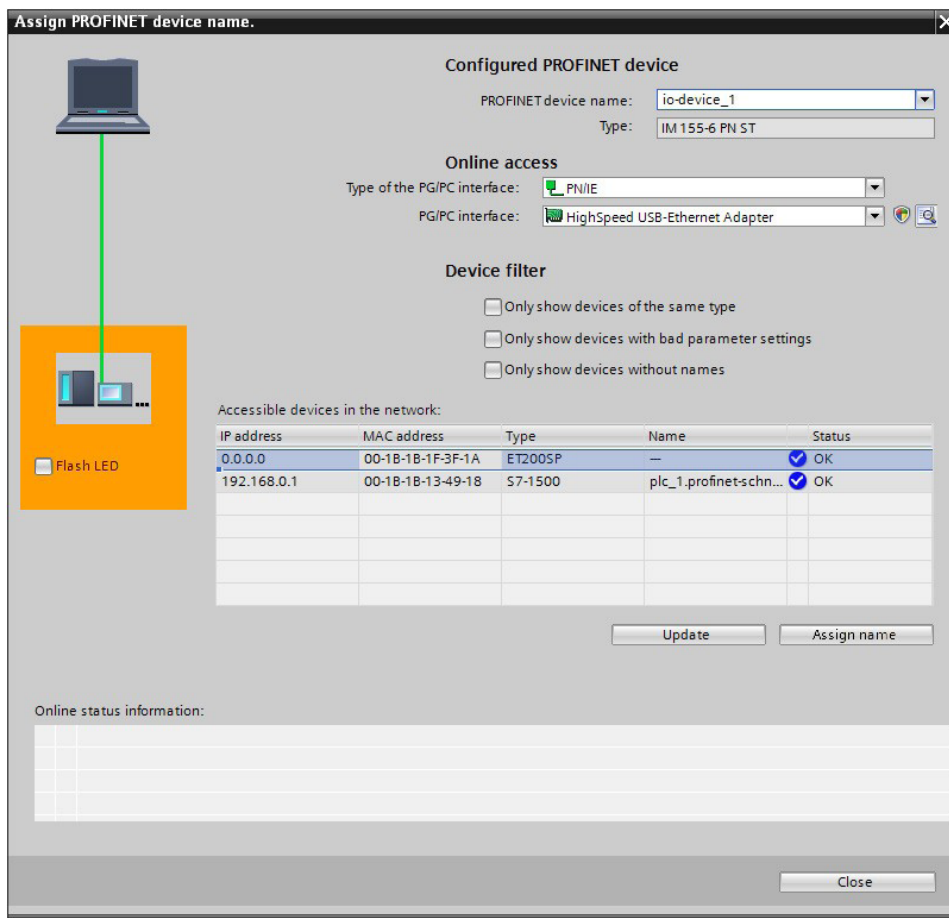 Assign PROFINET device name.
Configured PROFINET device
PROFINET device name: io-device_1
Type: IM 155-6 PN ST
Online access
Type of the PG/PC interface: PN/IE
PG/PC interface: HighSpeed USB-Ethernet Adapter
Device filter
Only show devices of the same type
Only show devices with bad parameter settings
Only show devices without names
Accessible devices in the network:
IP address MAC address Type Name Status
0.0.0.0 00-1B-1B-1F-3F-1A ET200SP — OK
192.168.0.1 00-1B-1B-13-49-18 S7-1500 plc_1.profinet-schn... OK
Flash LED
Update Assign name
Online status information:
Close